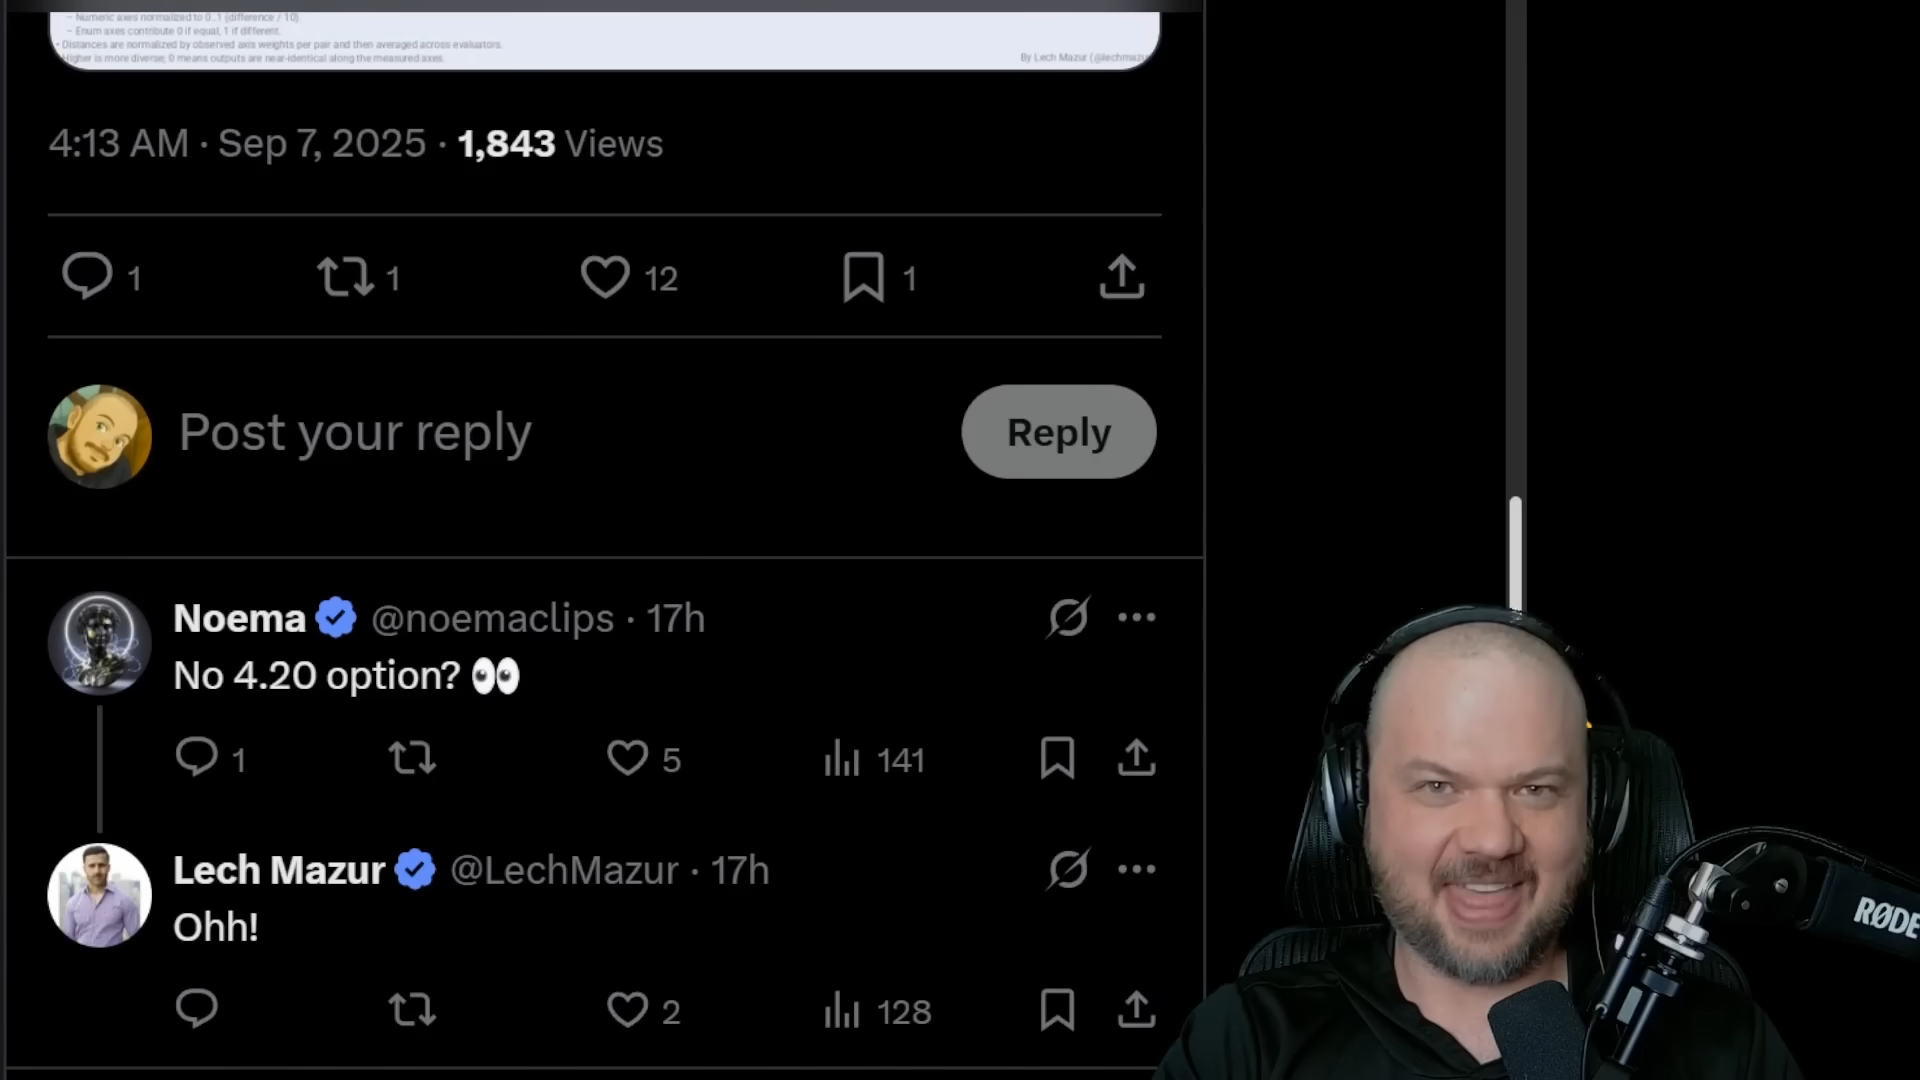 – Numeric axes normalized to 0..1 (difference / 10)
– Enum axes contribute 0 if equal, 1 if different.
• Distances are normalized by observed axis weights per pair and then averaged across evaluators.
Higher is more diverse; 0 means outputs are near-identical along the measured axes.
By Lech Mazur (@lechmazur
4:13 AM · Sep 7, 2025 · 1,843 Views
1 1 12 1
Post your reply
Reply
Noema @noemaclips · 17h
No 4.20 option? 👀
1 5 141
Lech Mazur @LechMazur · 17h
Ohh!
2 128
RØDE